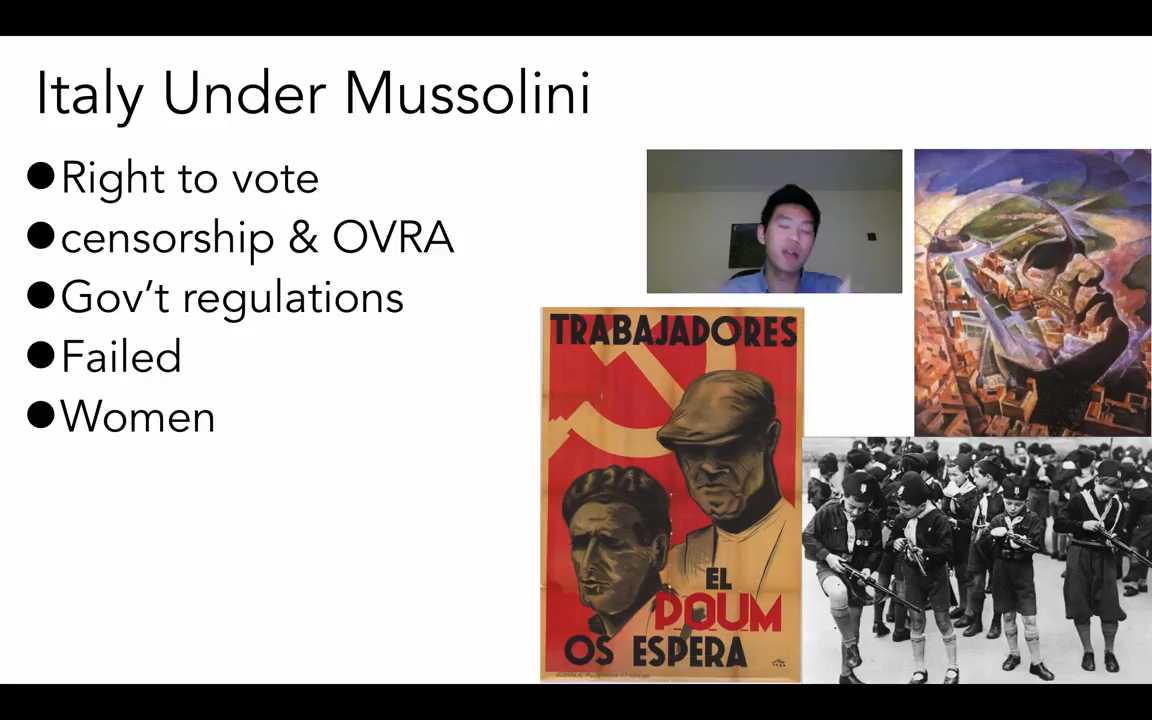 Italy Under Mussolini
●Right to vote
●censorship & OVRA
●Gov‘t regulations
●Failed
●Women
TRABAJADORES
EL
POUM
OS ESPERA